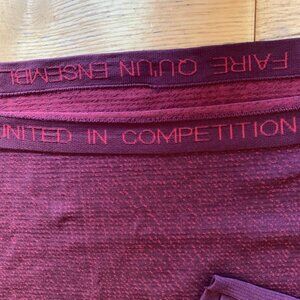 FAIRE QU'UN ENSEMBL
UNITED IN COMPETITION